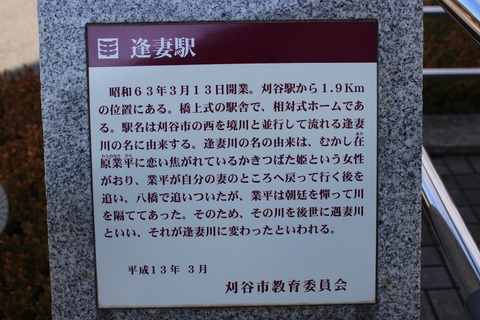 逢妻駅
昭和６３年３月１３日開業。刈谷駅から１.９Ｋｍ
の位置にある。橋上式の駅舎で、相対式ホームであ
る。駅名は刈谷市の西を境川と並行して流れる逢妻
川の名に由来する。逢妻川の名の由来は、むかし在
原業平に恋い焦がれているかきつばた姫という女性
がおり、業平が自分の妻のところへ戻って行く後を
追い、八橋で追いついたが、業平は朝廷を憚って川
を隔ててあった。そのため、その川を後世に遇妻川
といい、それが逢妻川に変わったといわれる。
平成１３年 ３月
刈谷市教育委員会